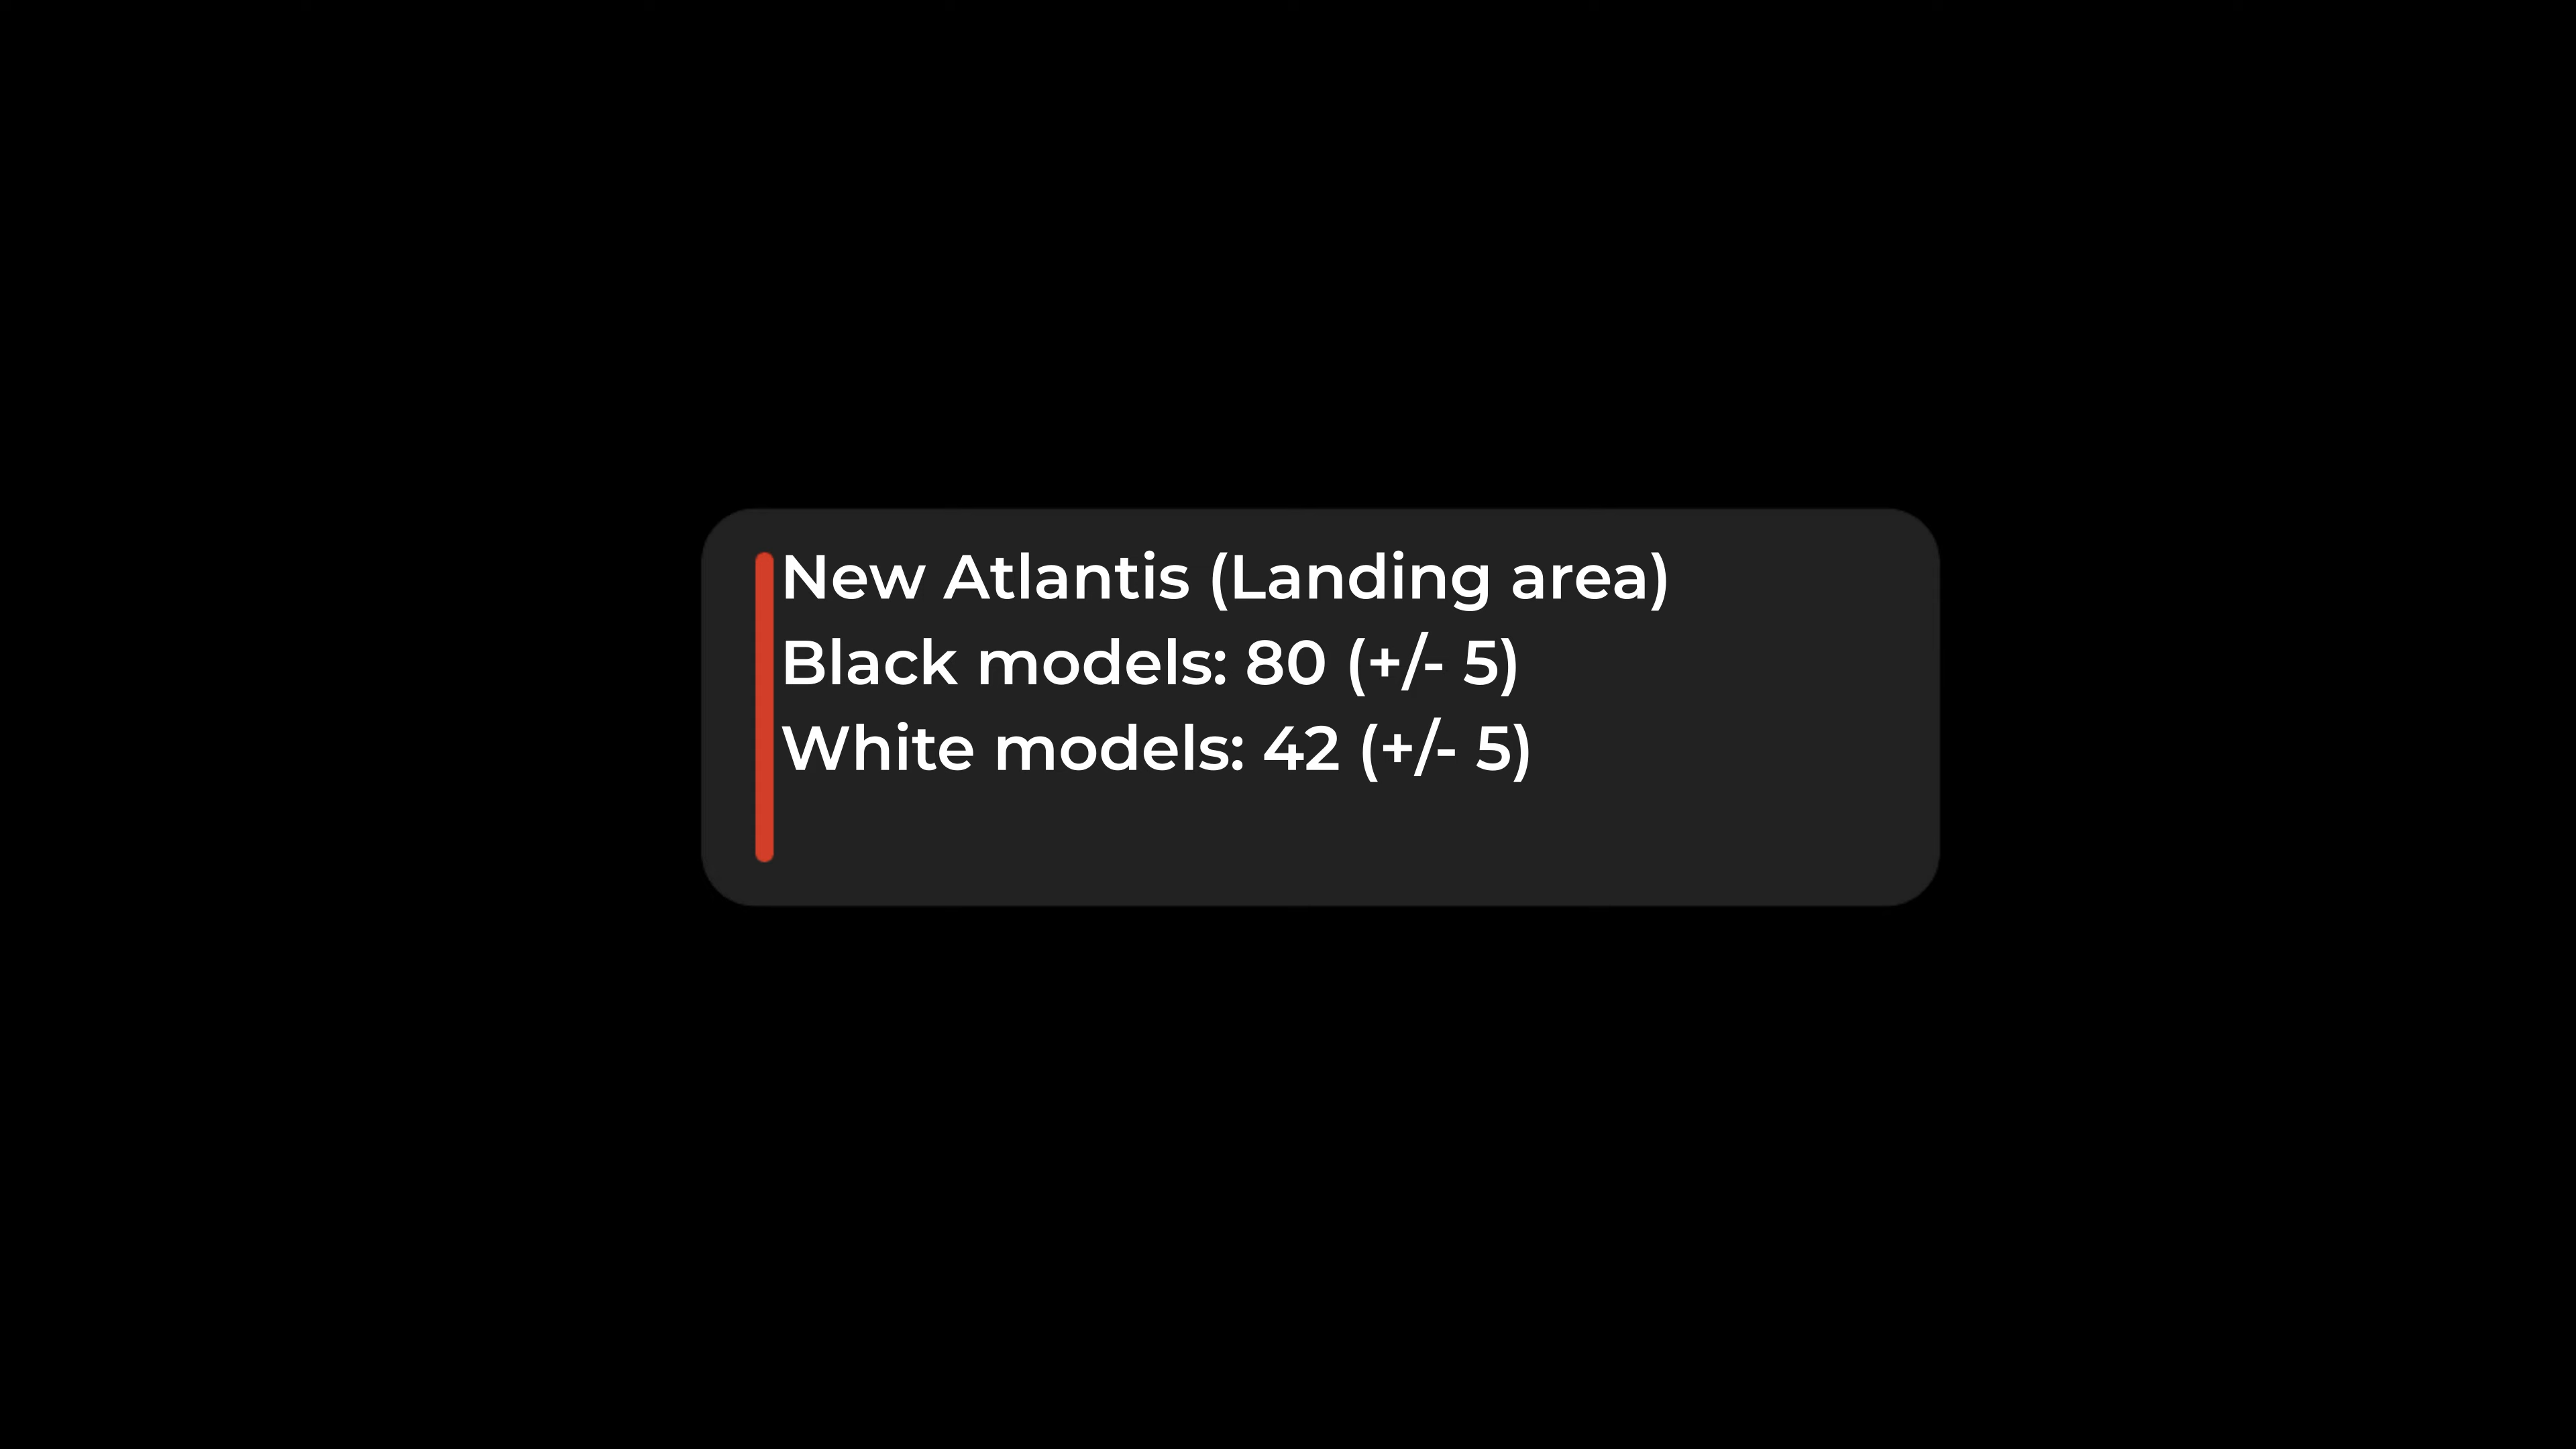 New Atlantis (Landing area)
Black models: 80 (+/- 5)
White models: 42 (+/- 5)